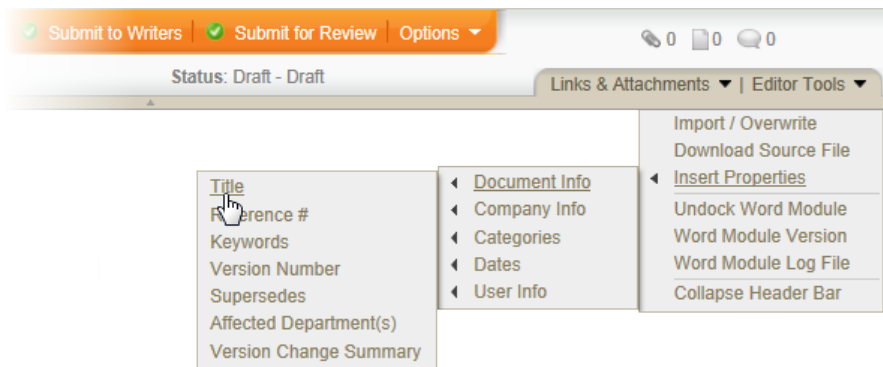 Submit to Writers Submit for Review Options
0 0 0
Status: Draft - Draft
Links & Attachments | Editor Tools
Import / Overwrite
Download Source File
Insert Properties
Undock Word Module
Word Module Version
Word Module Log File
Collapse Header Bar
Document Info
Company Info
Categories
Dates
User Info
Title
Reference #
Keywords
Version Number
Supersedes
Affected Department(s)
Version Change Summary